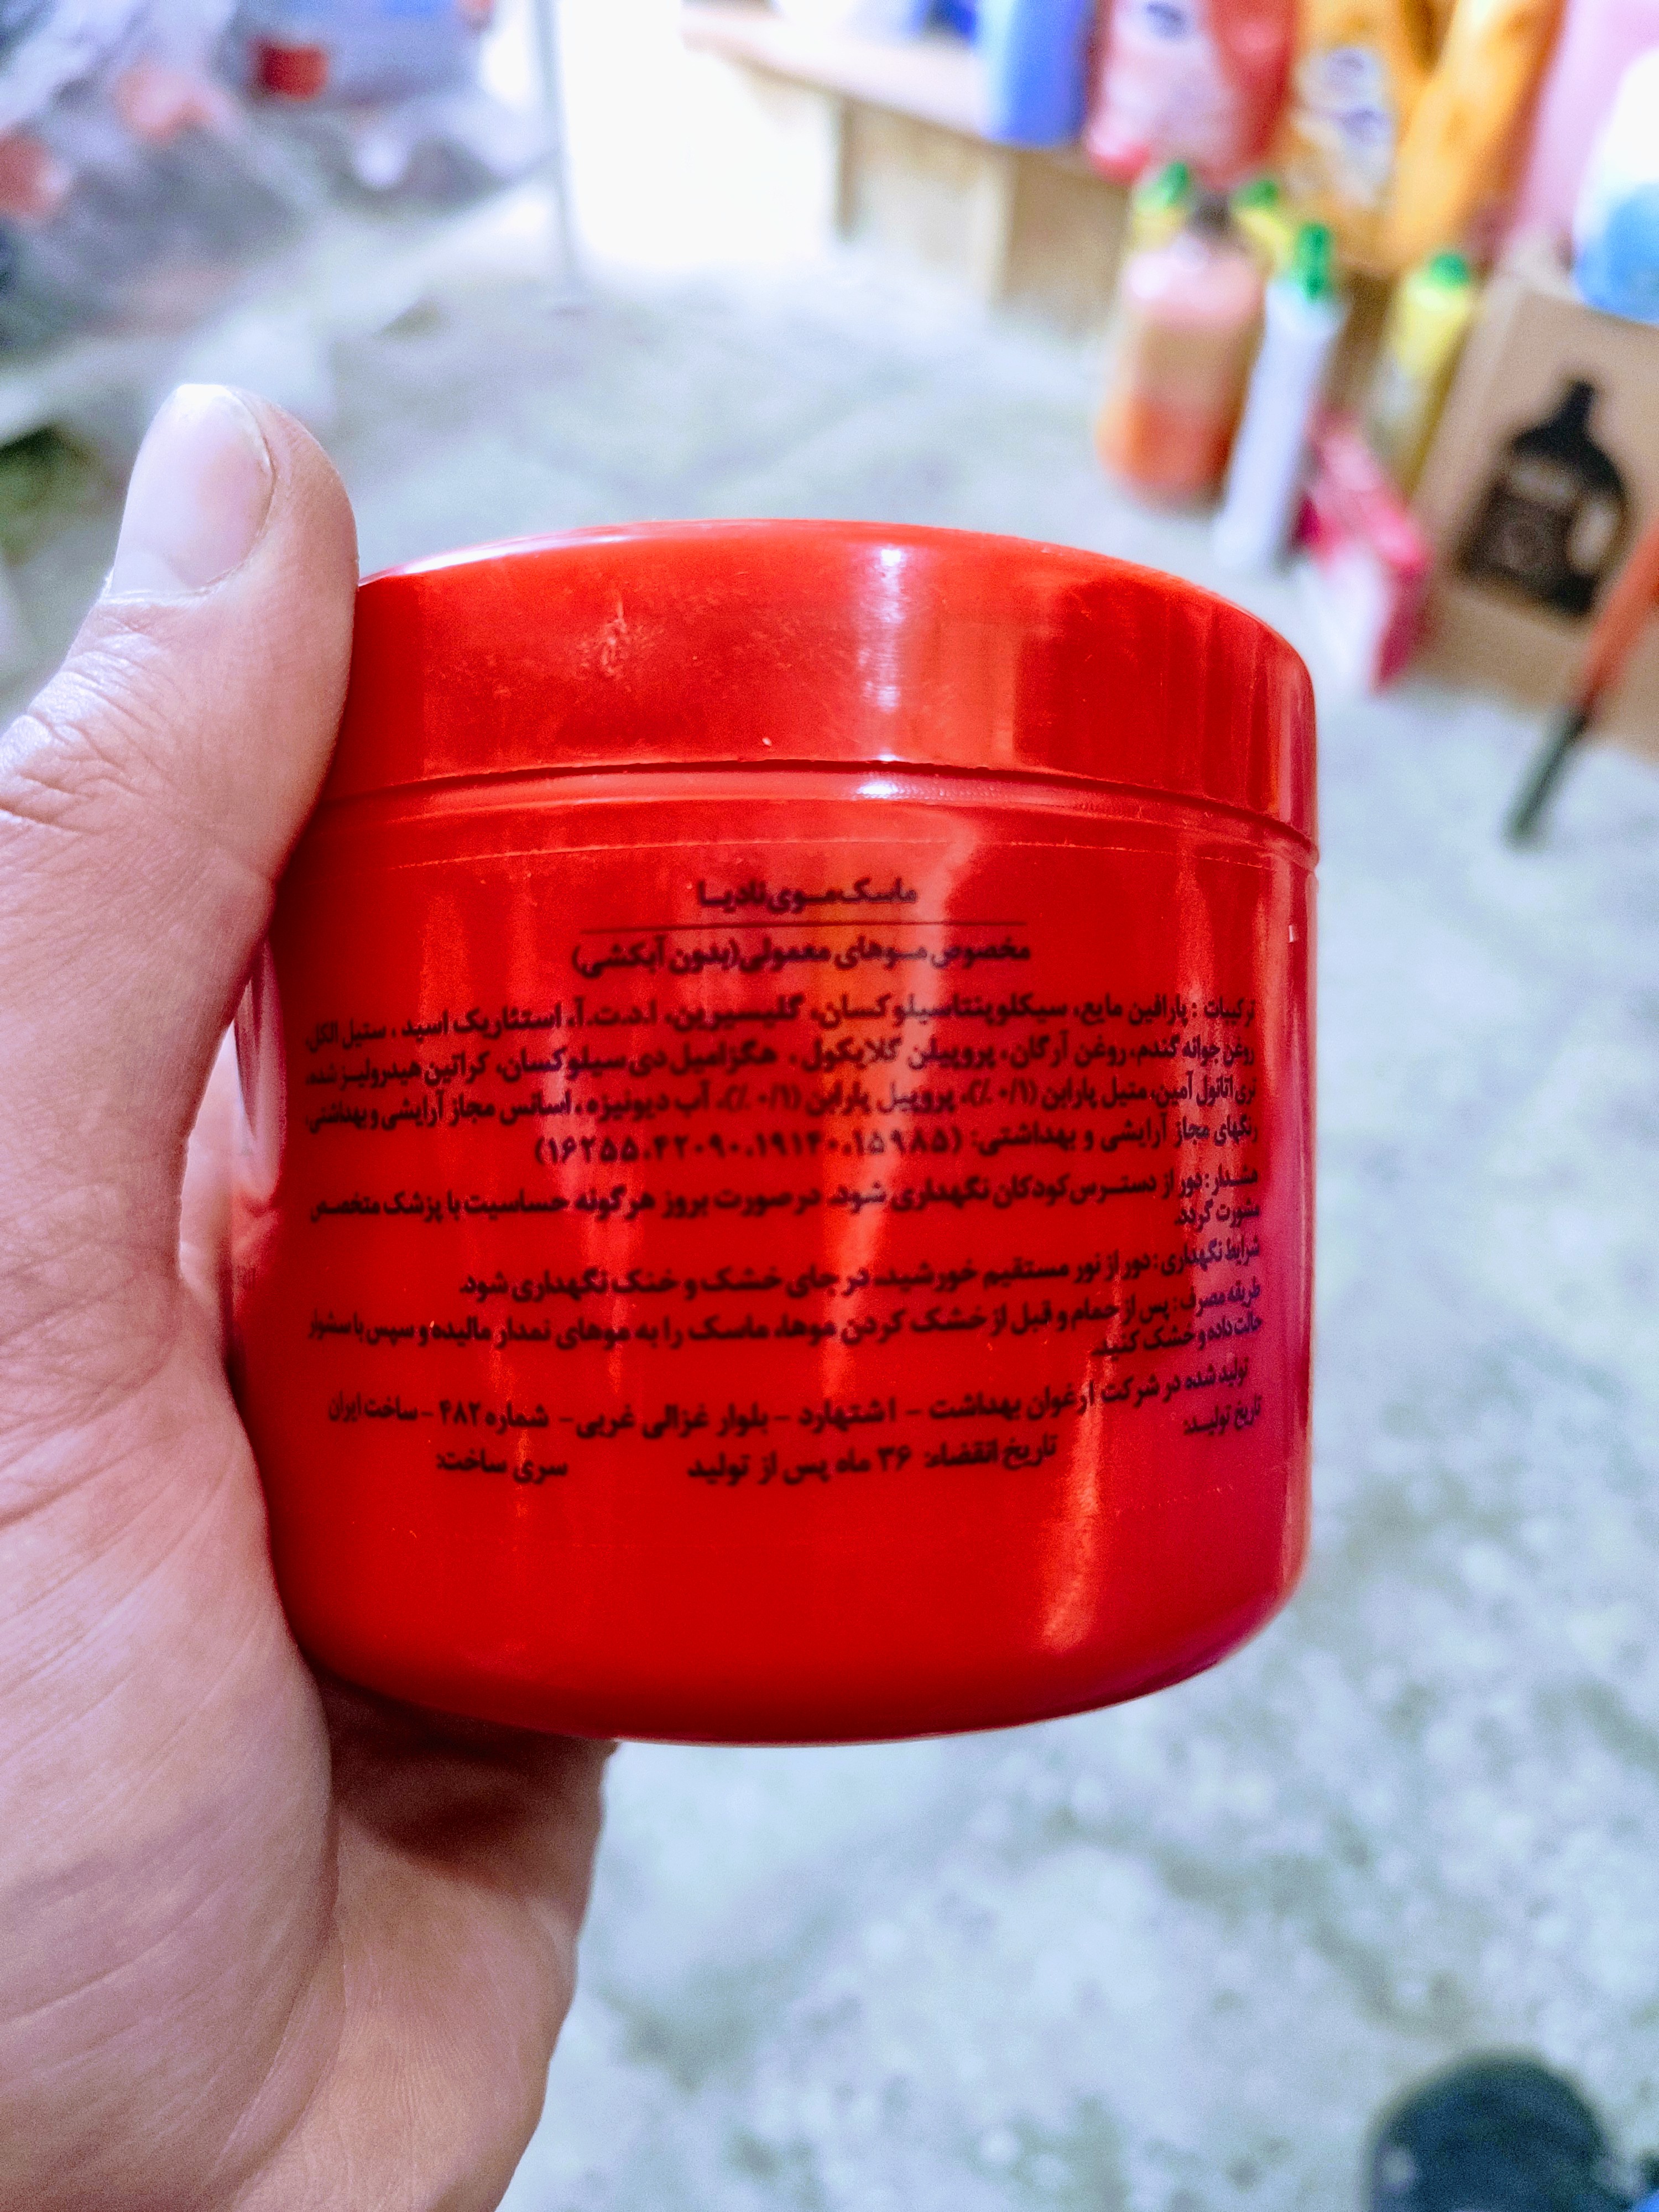 ماسک موی نادیا
مخصوص موهای معمولی(بدون آبکشی)
ترکیبات : پارافین مایع، سیکلوپنتاسیلوکسان، گلیسیرین، ا.د.ت.آ، استئاریک اسید ، ستیل الکل،
روغن جوانه گندم، روغن آرگان، پروپیلن گلایکول ، هگزامیل دی سیلوکسان، کراتین هیدرولیز شده،
تری اتانول آمین، متیل پارابن (۰/۱ ٪)، پروپیل پارابن (۰/۱ ٪)، آب دیونیزه ، اسانس مجاز آرایشی و بهداشتی،
رنگهای مجاز آرایشی و بهداشتی: (۱۶۲۵۵،۴۲۰۹۰،۱۹۱۴۰،۱۵۹۸۵)
هشدار : دور از دسترس کودکان نگهداری شود. در صورت بروز هر گونه حساسیت با پزشک متخصص
مشورت گردد.
شرایط نگهداری : دور از نور مستقیم خورشید، در جای خشک و خنک نگهداری شود.
طریقه مصرف : پس از حمام و قبل از خشک کردن موها، ماسک را به موهای نمدار مالیده و سپس با سشوار
حالت داده و خشک کنید.
تولید شده در شرکت ارغوان بهداشت - اشتهارد - بلوار غزالی غربی - شماره ۴۸۲ - ساخت ایران
تاریخ تولید: تاریخ انقضاء: ۳۶ ماه پس از تولید سری ساخت: